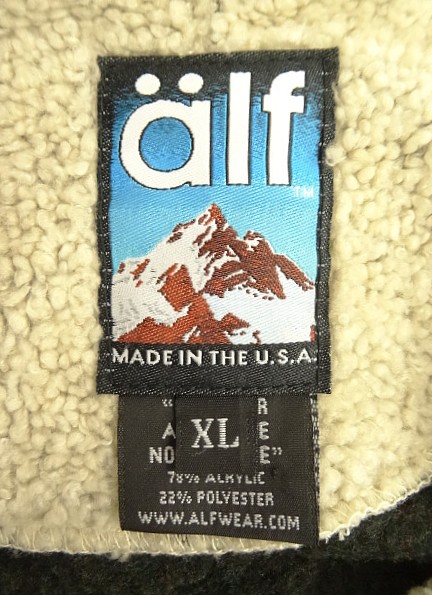 älf
TM
MADE IN THE U.S.A.
XL
78% ACRYLIC
22% POLYESTER
WWW.ALFWEAR.COM